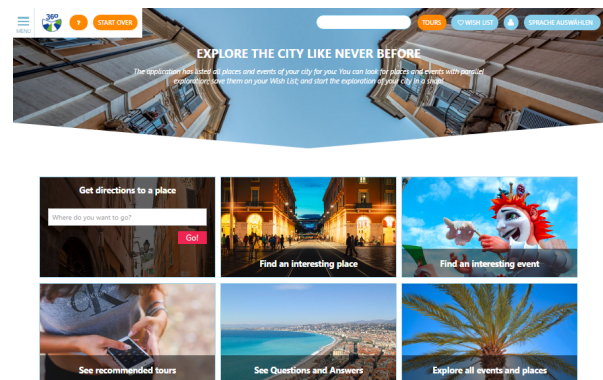 MENU
360
?
START OVER
TOURS
WISH LIST
SPRACHE AUSWÄHLEN
EXPLORE THE CITY LIKE NEVER BEFORE
The application has listed all places and events of your city for you: You can look for places and events with parallel
exploration; save them on your Wish List; and start the exploration of your city in a snap!
Get directions to a place
Where do you want to go?
Go!
Find an interesting place
Find an interesting event
See recommended tours
See Questions and Answers
Explore all events and places